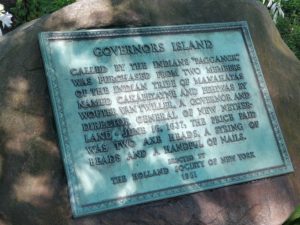 GOVERNORS ISLAND
CALLED BY THE INDIANS "PAGGANCK"
WAS PURCHASED FROM TWO MEMBERS
OF THE INDIAN TRIBE OF MANAHATAS
NAMED CAKAPETEIJNO AND PEHIWAS BY
WOUTER VAN TWILLER, A GOVERNOR AND
DIRECTOR GENERAL OF NEW NETHER-
LAND, JUNE 16, 1637. THE PRICE PAID
WAS TWO AXE HEADS, A STRING OF
BEADS AND A HANDFUL OF NAILS.
ERECTED BY
THE HOLLAND SOCIETY OF NEW YORK